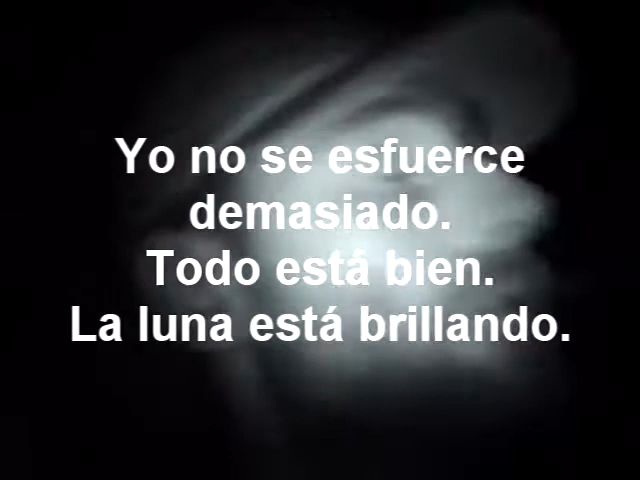 Yo no se esfuerce
demasiado.
Todo está bien.
La luna está brillando.